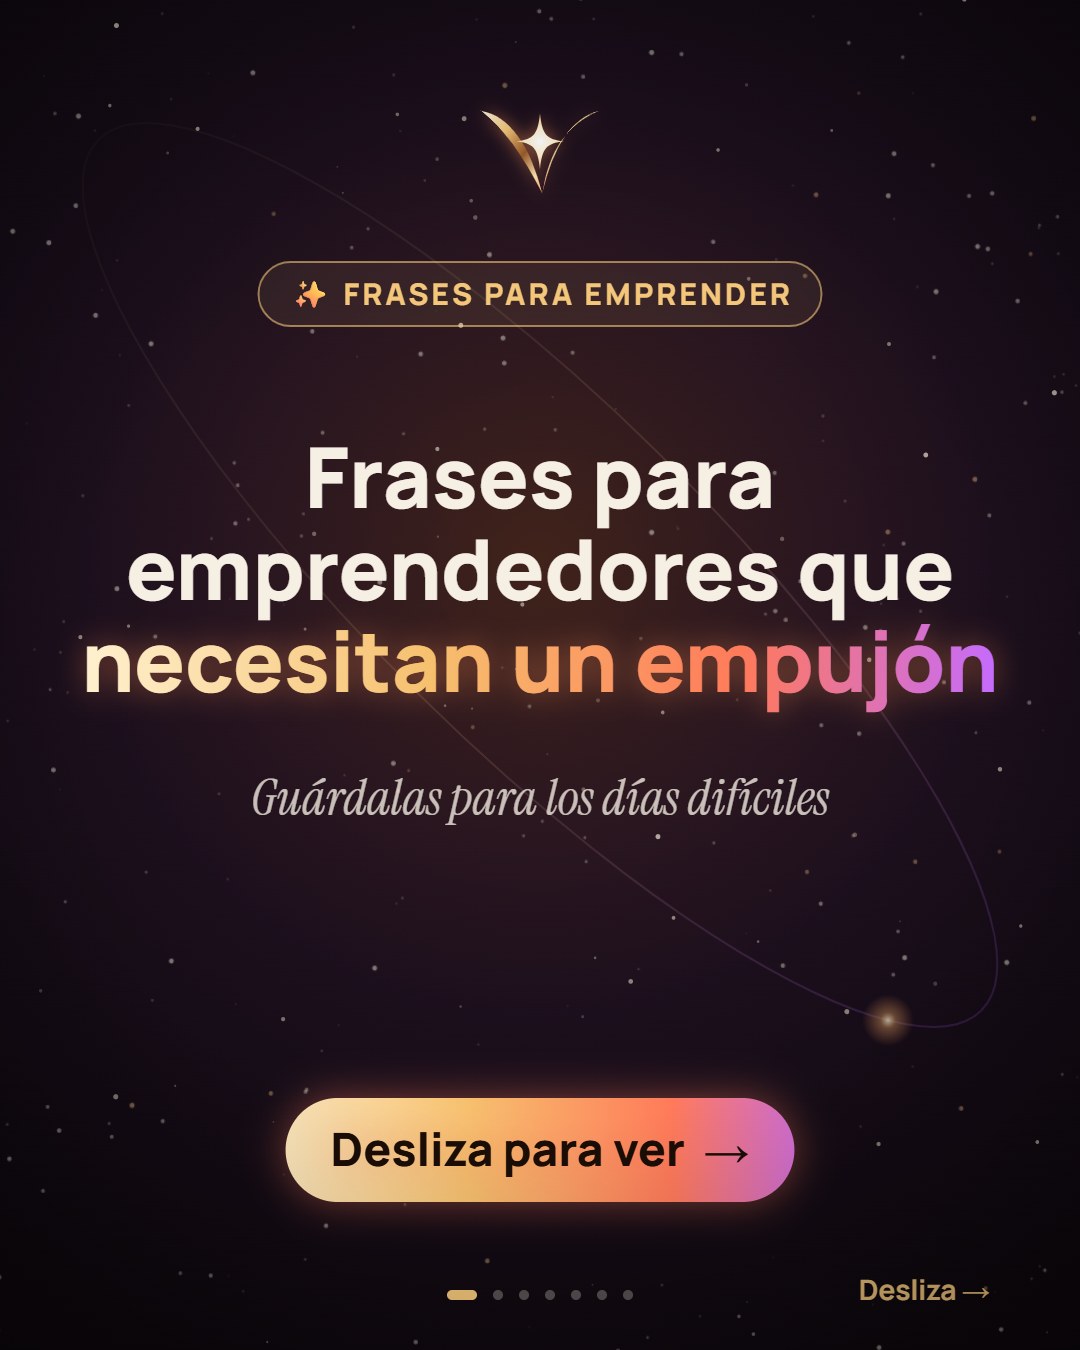 ✨ FRASES PARA EMPRENDER
Frases para
emprendedores que
necesitan un empujón
Guárdalas para los días difíciles
Desliza para ver →
Desliza →